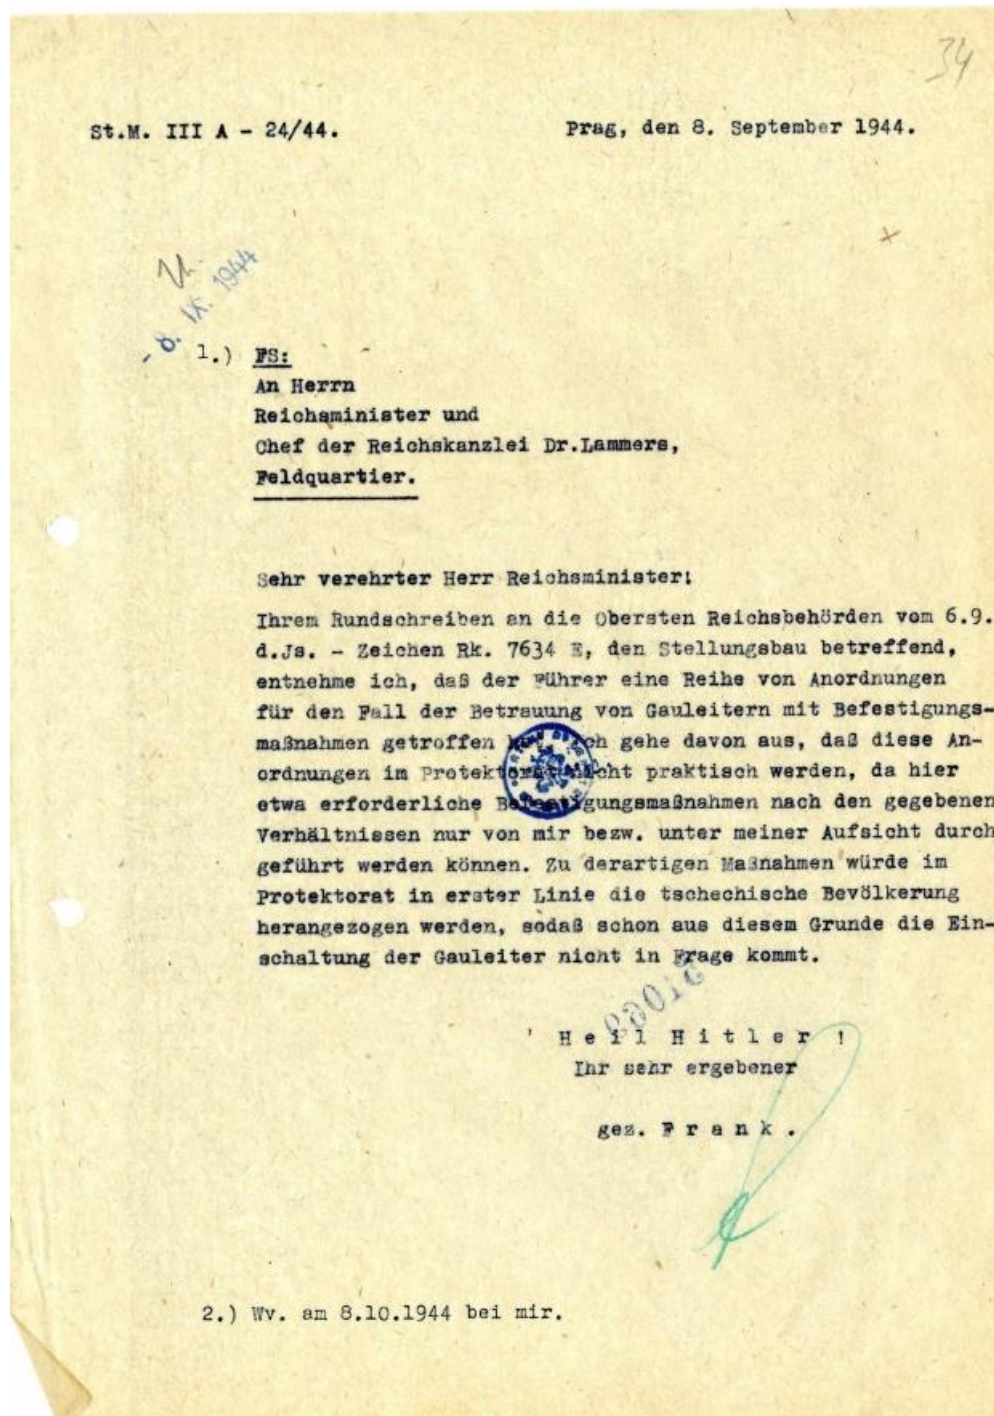 34
St.M. III A - 24/44. Prag, den 8. September 1944.
- 8. IX. 1944
1.) FS:
An Herrn
Reichsminister und
Chef der Reichskanzlei Dr.Lammers,
Feldquartier.
Sehr verehrter Herr Reichsminister!
Ihrem Rundschreiben an die Obersten Reichsbehörden vom 6.9.
d.Js. - Zeichen Rk. 7634 E, den Stellungsbau betreffend,
entnehme ich, daß der Führer eine Reihe von Anordnungen
für den Fall der Betrauung von Gauleitern mit Befestigungs-
maßnahmen getroffen ch gehe davon aus, daß diese An-
ordnungen im Protektorat nicht praktisch werden, da hier
etwa erforderliche Befestigungsmaßnahmen nach den gegebenen
Verhältnissen nur von mir bezw. unter meiner Aufsicht durch
geführt werden können. Zu derartigen Maßnahmen würde im
Protektorat in erster Linie die tschechische Bevölkerung
herangezogen werden, sodaß schon aus diesem Grunde die Ein-
schaltung der Gauleiter nicht in Frage kommt.
H e i l H i t l e r !
Ihr sehr ergebener
gez. F r a n k .
2.) Wv. am 8.10.1944 bei mir.